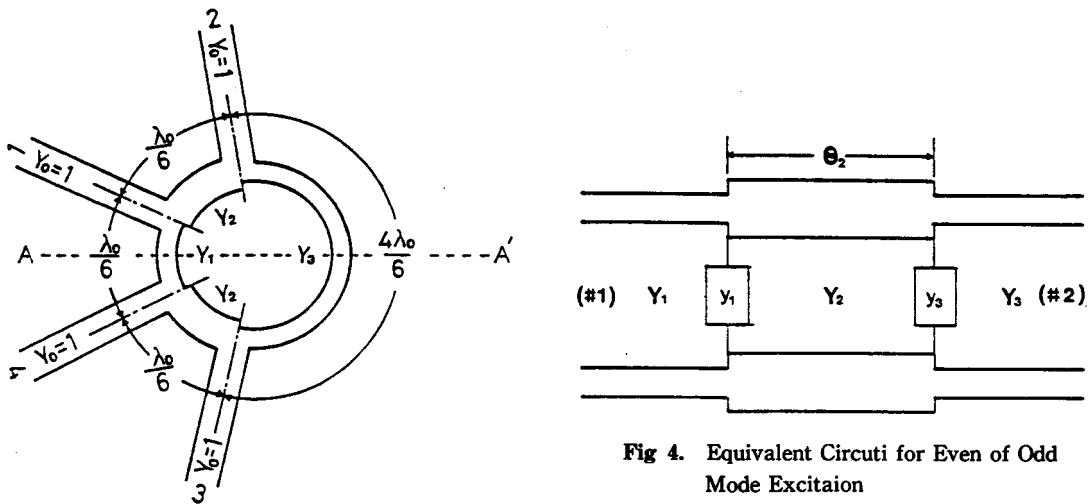 2
Y₀=1
λ₀/6
1
Y₀=1
Y₂
A
λ₀/6
Y₁
Y₃
4λ₀/6
A'
Y₂
Y₀=1
4
λ₀/6
Y₀=1
3
Θ₂
(#1) Y₁ y₁ Y₂ y₃ Y₃ (#2)
Fig 4. Equivalent Circuti for Even of Odd
Mode Excitaion